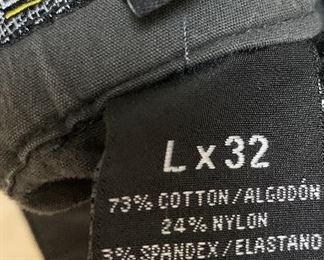 L x 32
73% COTTON/ALGODÓN
24% NYLON
3% SPANDEX/ELASTANO